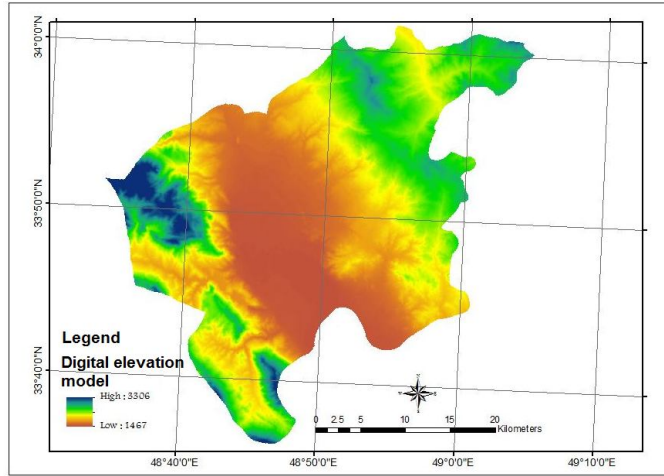 34°0'0"N
33°50'0"N
33°40'0"N
Legend
Digital elevation
model
High : 3306
Low : 1467
0 2.5 5 10 15 20
Kilometers
48°40'0"E 48°50'0"E 49°0'0"E 49°10'0"E